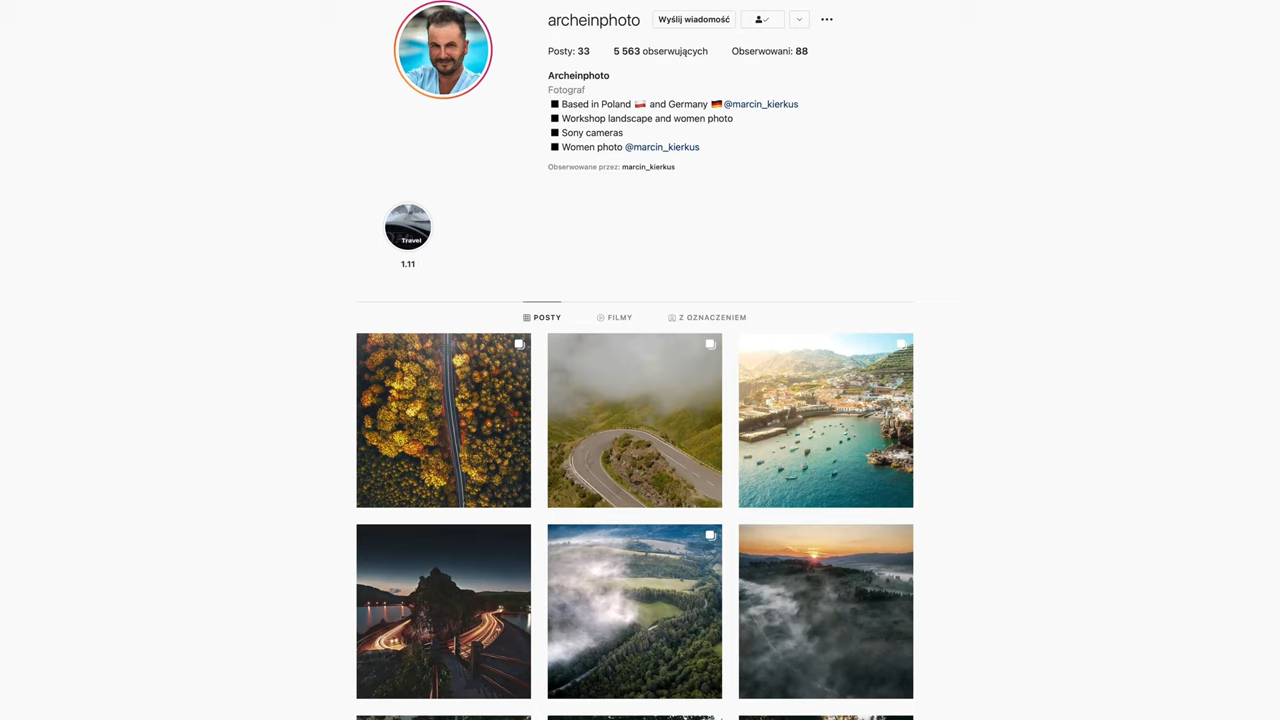 archeinphoto Wyślij wiadomość
Posty: 33 5 563 obserwujących Obserwowani: 88
Archeinphoto
Fotograf
Based in Poland 🇵🇱 and Germany 🇩🇪 @marcin_kierkus
Workshop landscape and women photo
Sony cameras
Women photo @marcin_kierkus
Obserwowane przez: marcin_kierkus
Travel
1.11
POSTY FILMY Z OZNACZENIEM